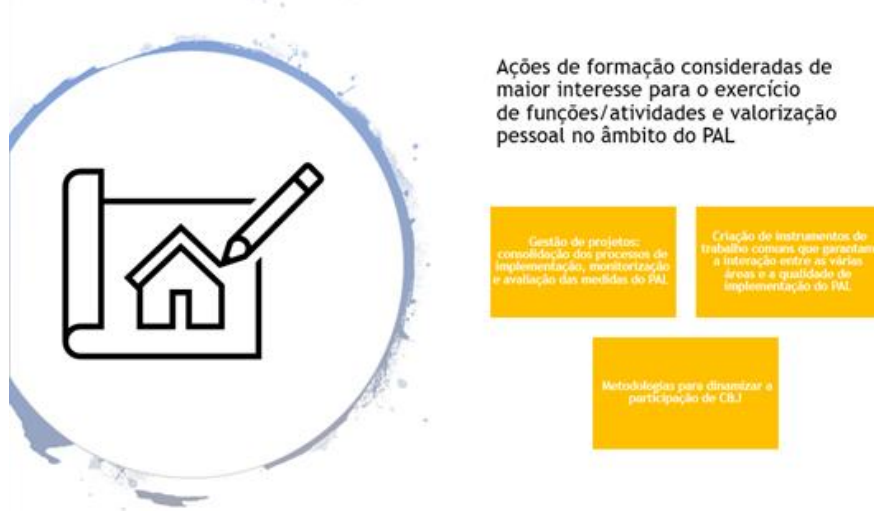 Ações de formação consideradas de
maior interesse para o exercício
de funções/atividades e valorização
pessoal no âmbito do PAL
Gestão de projetos:
consolidação dos processos de
implementação, monitorização
e avaliação das medidas do PAL
Criação de instrumentos de
trabalho comuns que garantam
a interação entre as várias
áreas e a qualidade de
implementação do PAL
Metodologias para dinamizar a
participação de CBJ